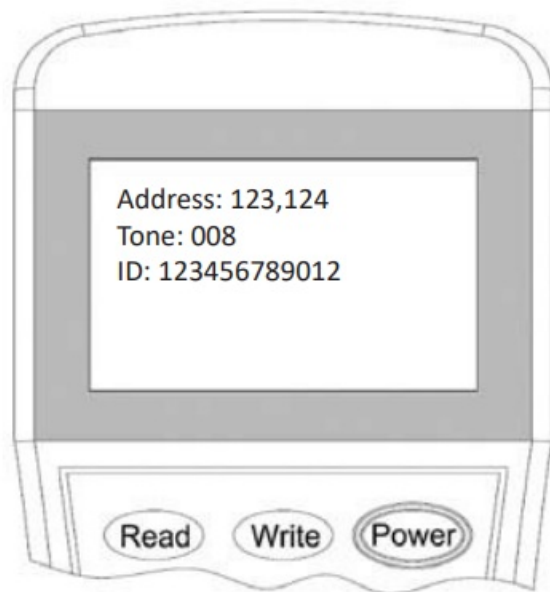 Address: 123,124
Tone: 008
ID: 123456789012
Read Write Power